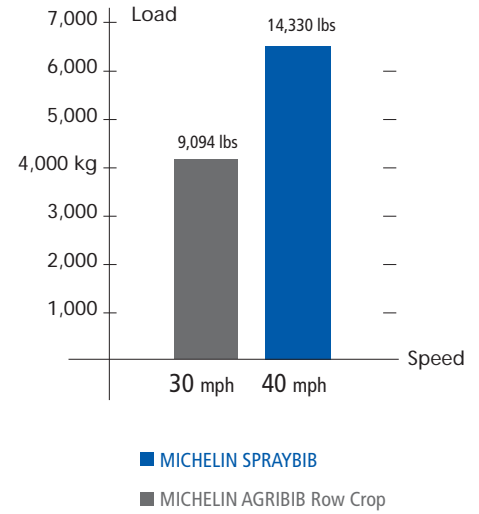 Load
7,000
14,330 lbs
6,000
5,000
9,094 lbs
4,000 kg
3,000
2,000
1,000
Speed
30 mph 40 mph
MICHELIN SPRAYBIB
MICHELIN AGRIBIB Row Crop